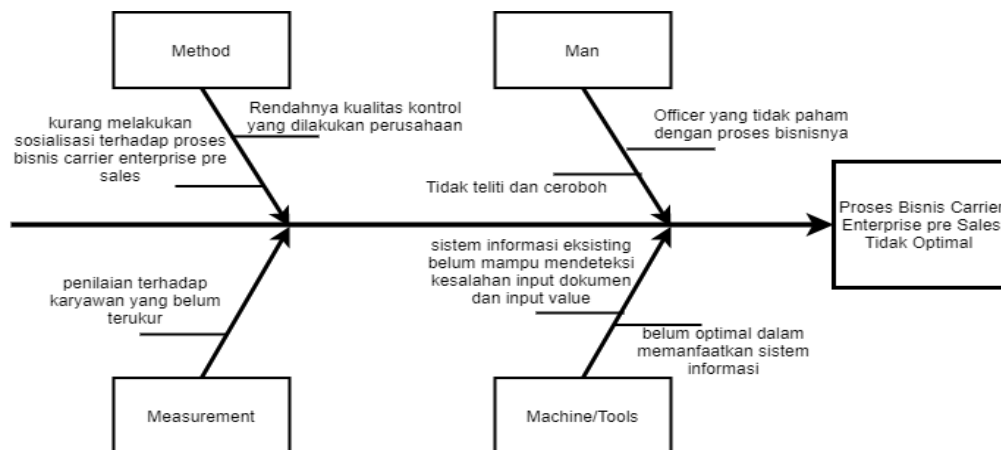 Method
Man
Rendahnya kualitas kontrol
yang dilakukan perusahaan
kurang melakukan
sosialisasi terhadap proses
bisnis carrier enterprise pre
sales
Officer yang tidak paham
dengan proses bisnisnya
Tidak teliti dan ceroboh
Proses Bisnis Carrier
Enterprise pre Sales
Tidak Optimal
penilaian terhadap
karyawan yang belum
terukur
sistem informasi eksisting
belum mampu mendeteksi
kesalahan input dokumen
dan input value
belum optimal dalam
memanfaatkan sistem
informasi
Measurement
Machine/Tools